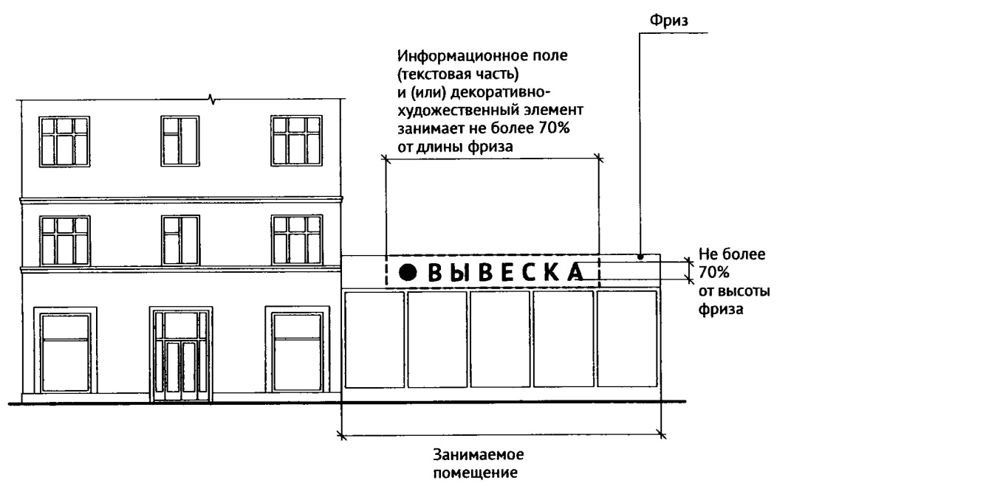 Фриз
Информационное поле
(текстовая часть)
и (или) декоративно-
художественный элемент
занимает не более 70%
от длины фриза
ВЫВЕСКА
Не более
70%
от высоты
фриза
Занимаемое
помещение